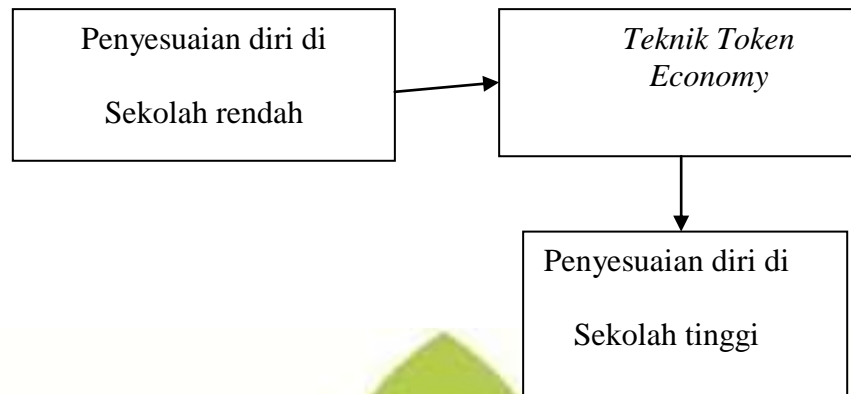 Penyesuaian diri di
Sekolah rendah
Teknik Token
Economy
Penyesuaian diri di
Sekolah tinggi